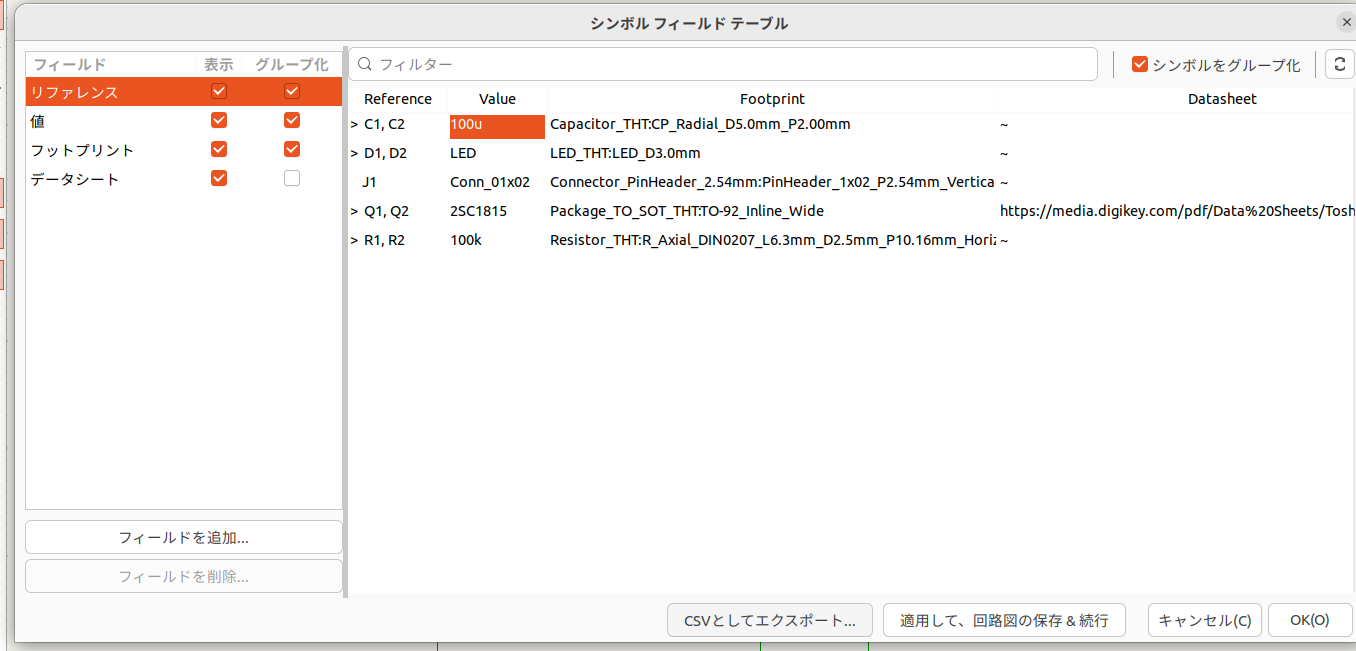 シンボル フィールド テーブル
フィールド 表示 グループ化
リファレンス
値
フットプリント
データシート
フィールドを追加...
フィールドを削除...
フィルター
シンボルをグループ化
Reference Value Footprint Datasheet
> C1, C2 100u Capacitor_THT:CP_Radial_D5.0mm_P2.00mm ~
> D1, D2 LED LED_THT:LED_D3.0mm ~
J1 Conn_01x02 Connector_PinHeader_2.54mm:PinHeader_1x02_P2.54mm_Vertica ~
> Q1, Q2 2SC1815 Package_TO_SOT_THT:TO-92_Inline_Wide https://media.digikey.com/pdf/Data%20Sheets/Tosh
> R1, R2 100k Resistor_THT:R_Axial_DIN0207_L6.3mm_D2.5mm_P10.16mm_Horiz ~
CSVとしてエクスポート... 適用して、回路図の保存 & 続行 キャンセル(C) OK(O)